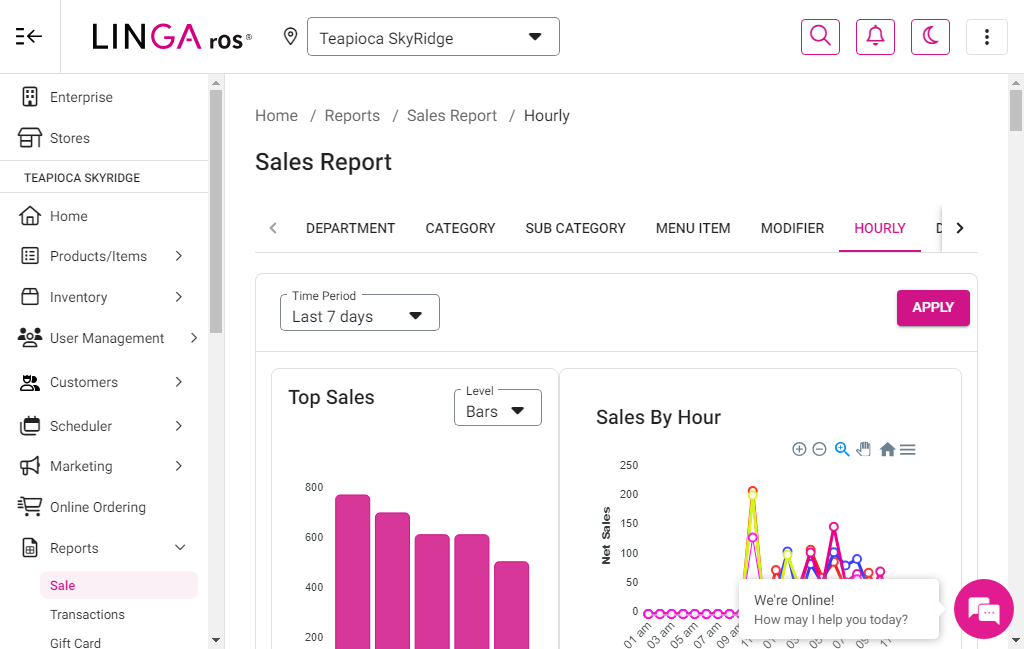 LINGA ros®
Teapioca SkyRidge
Enterprise
Stores
TEAPIOCA SKYRIDGE
Home
Products/Items
Inventory
User Management
Customers
Scheduler
Marketing
Online Ordering
Reports
Sale
Transactions
Gift Card
Home / Reports / Sales Report / Hourly
Sales Report
DEPARTMENT CATEGORY SUB CATEGORY MENU ITEM MODIFIER HOURLY
Time Period
Last 7 days
APPLY
Top Sales
Level
Bars
800
600
400
200
Sales By Hour
250
200
150
100
50
0
Net Sales
01 am 03 am 05 am 07 am
We're Online!
How may I help you today?